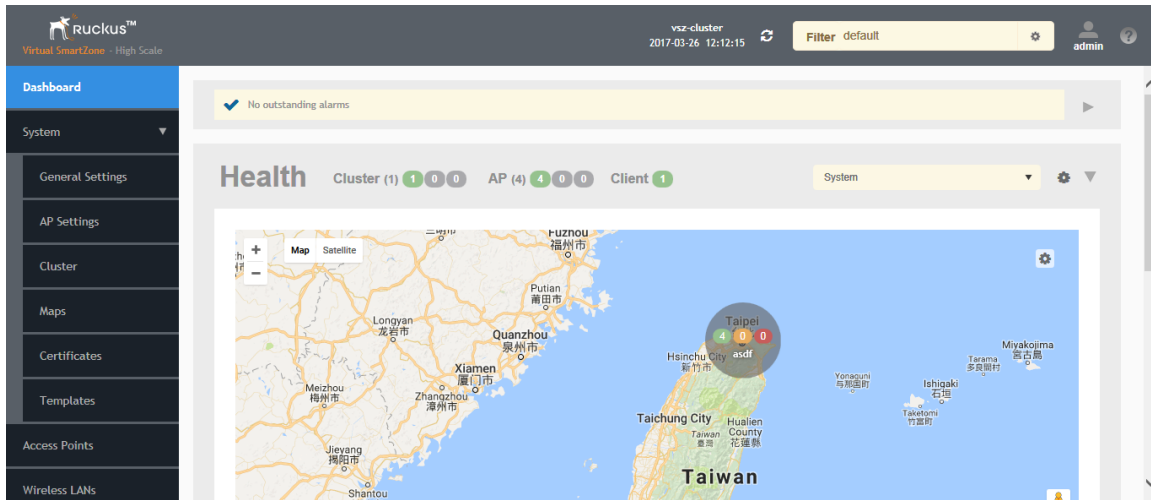 Ruckus™
Virtual SmartZone - High Scale
vsz-cluster
2017-03-26 12:12:15
Filter default
admin
?
Dashboard
System
General Settings
AP Settings
Cluster
Maps
Certificates
Templates
Access Points
Wireless LANs
No outstanding alarms
Health
Cluster (1) 1 0 0
AP (4) 4 0 0
Client 1
System
+
−
Map
Satellite
Fuzhou
福州市
Putian
莆田市
Longyan
龙岩市
Quanzhou
泉州市
Xiamen
厦门市
Zhangzhou
漳州市
Meizhou
梅州市
Jieyang
揭阳市
Shantou
Taipei
4 0 0
asdf
Hsinchu City
新竹市
Taichung City
Hualien
County
花蓮縣
Taiwan
臺灣
Taiwan
Yonaguni
与那国町
Ishigaki
石垣
Taketomi
竹富町
Tarama
多良間村
Miyakojima
宮古島